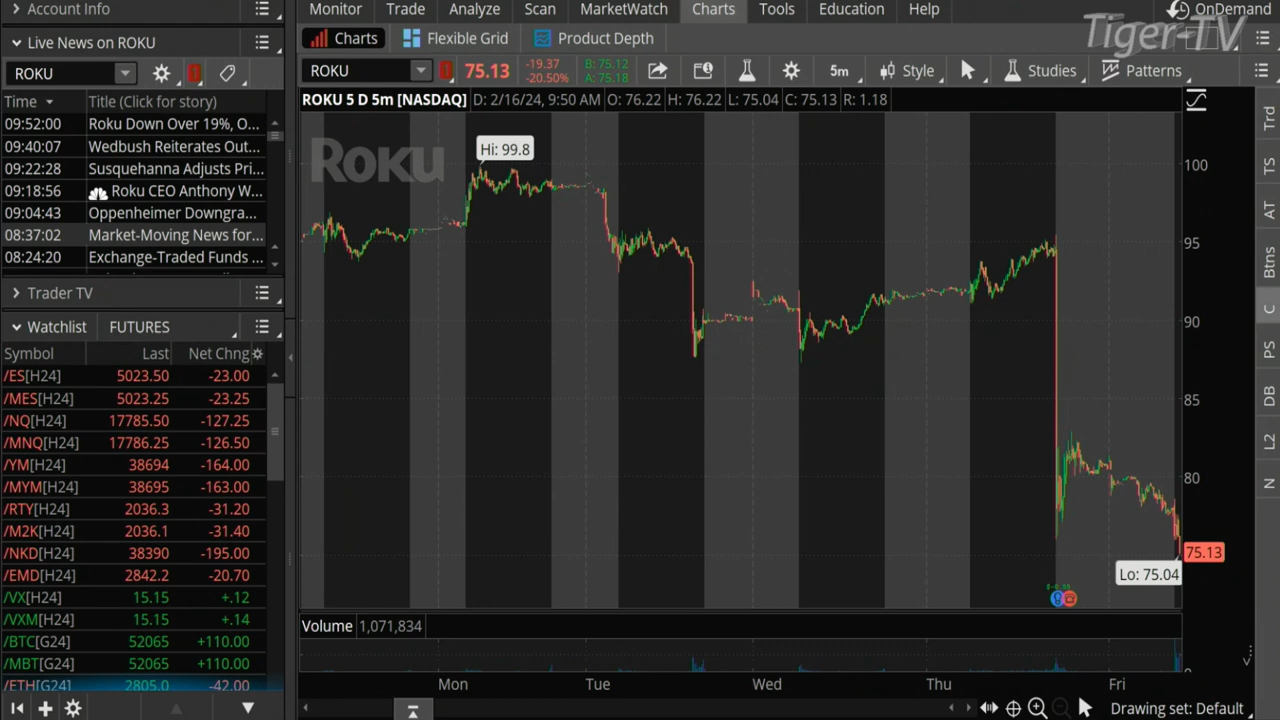 Account Info
Monitor Trade Analyze Scan MarketWatch Charts Tools Education Help OnDemand
Tiger-TV
Live News on ROKU
Charts Flexible Grid Product Depth
ROKU
ROKU 75.13 -19.37 -20.50% B: 75.12 A: 75.18 5m Style Studies Patterns
Time Title (Click for story)
ROKU 5 D 5m [NASDAQ] D: 2/16/24, 9:50 AM O: 76.22 H: 76.22 L: 75.04 C: 75.13 R: 1.18
09:52:00 Roku Down Over 19%, O...
09:40:07 Wedbush Reiterates Out...
09:22:28 Susquehanna Adjusts Pri...
09:18:56 Roku CEO Anthony W...
09:04:43 Oppenheimer Downgra...
08:37:02 Market-Moving News for...
08:24:20 Exchange-Traded Funds ...
Trader TV
Watchlist FUTURES
Symbol Last Net Chng
/ES[H24] 5023.50 -23.00
/MES[H24] 5023.25 -23.25
/NQ[H24] 17785.50 -127.25
/MNQ[H24] 17786.25 -126.50
/YM[H24] 38694 -164.00
/MYM[H24] 38695 -163.00
/RTY[H24] 2036.3 -31.20
/M2K[H24] 2036.1 -31.40
/NKD[H24] 38390 -195.00
/EMD[H24] 2842.2 -20.70
/VX[H24] 15.15 +.12
/VXM[H24] 15.15 +.14
/BTC[G24] 52065 +110.00
/MBT[G24] 52065 +110.00
/ETH[G24] 2805.0 -42.00
Roku
Hi: 99.8
100
95
90
85
80
75.13
Lo: 75.04
Volume 1,071,834
Mon Tue Wed Thu Fri
Drawing set: Default
Trd
TS
AT
Btns
C
PS
DB
L2
N